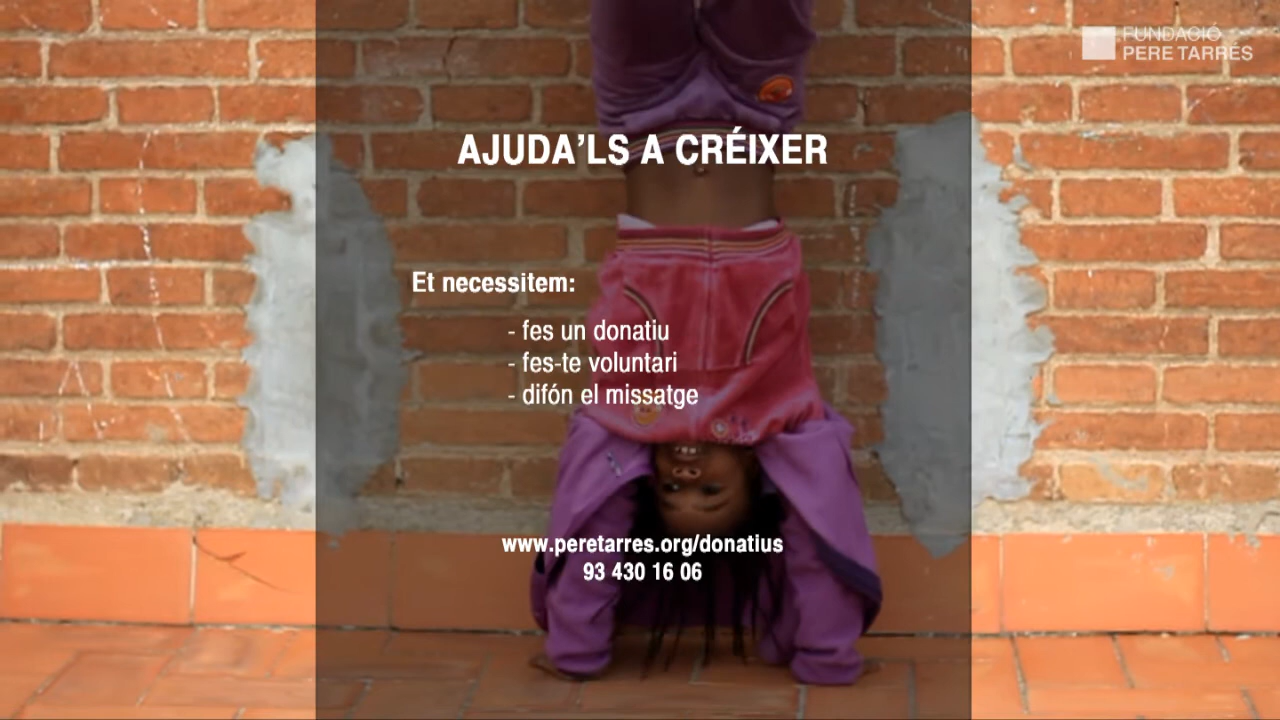 FUNDACIÓ
PERE TARRÉS
AJUDA'LS A CRÉIXER
Et necessitem:
- fes un donatiu
- fes-te voluntari
- difón el missatge
www.peretarres.org/donatius
93 430 16 06